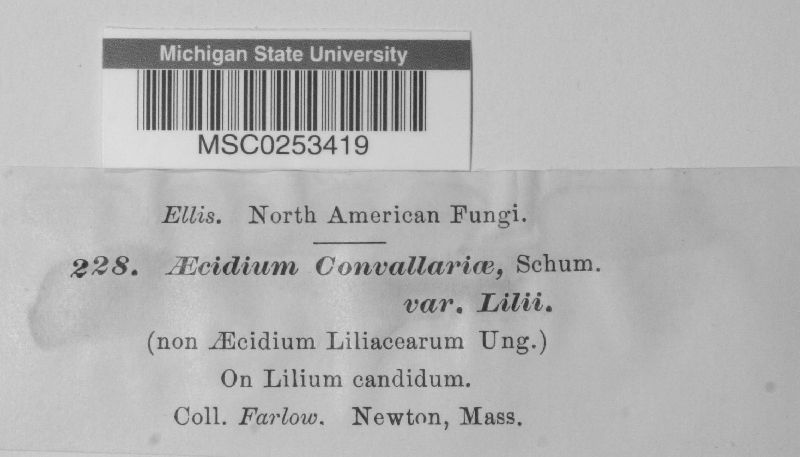 Michigan State University
MSC0253419
Ellis. North American Fungi.
228. Æcidium Convallariæ, Schum.
var. Lilii.
(non Æcidium Liliacearum Ung.)
On Lilium candidum.
Coll. Farlow. Newton, Mass.